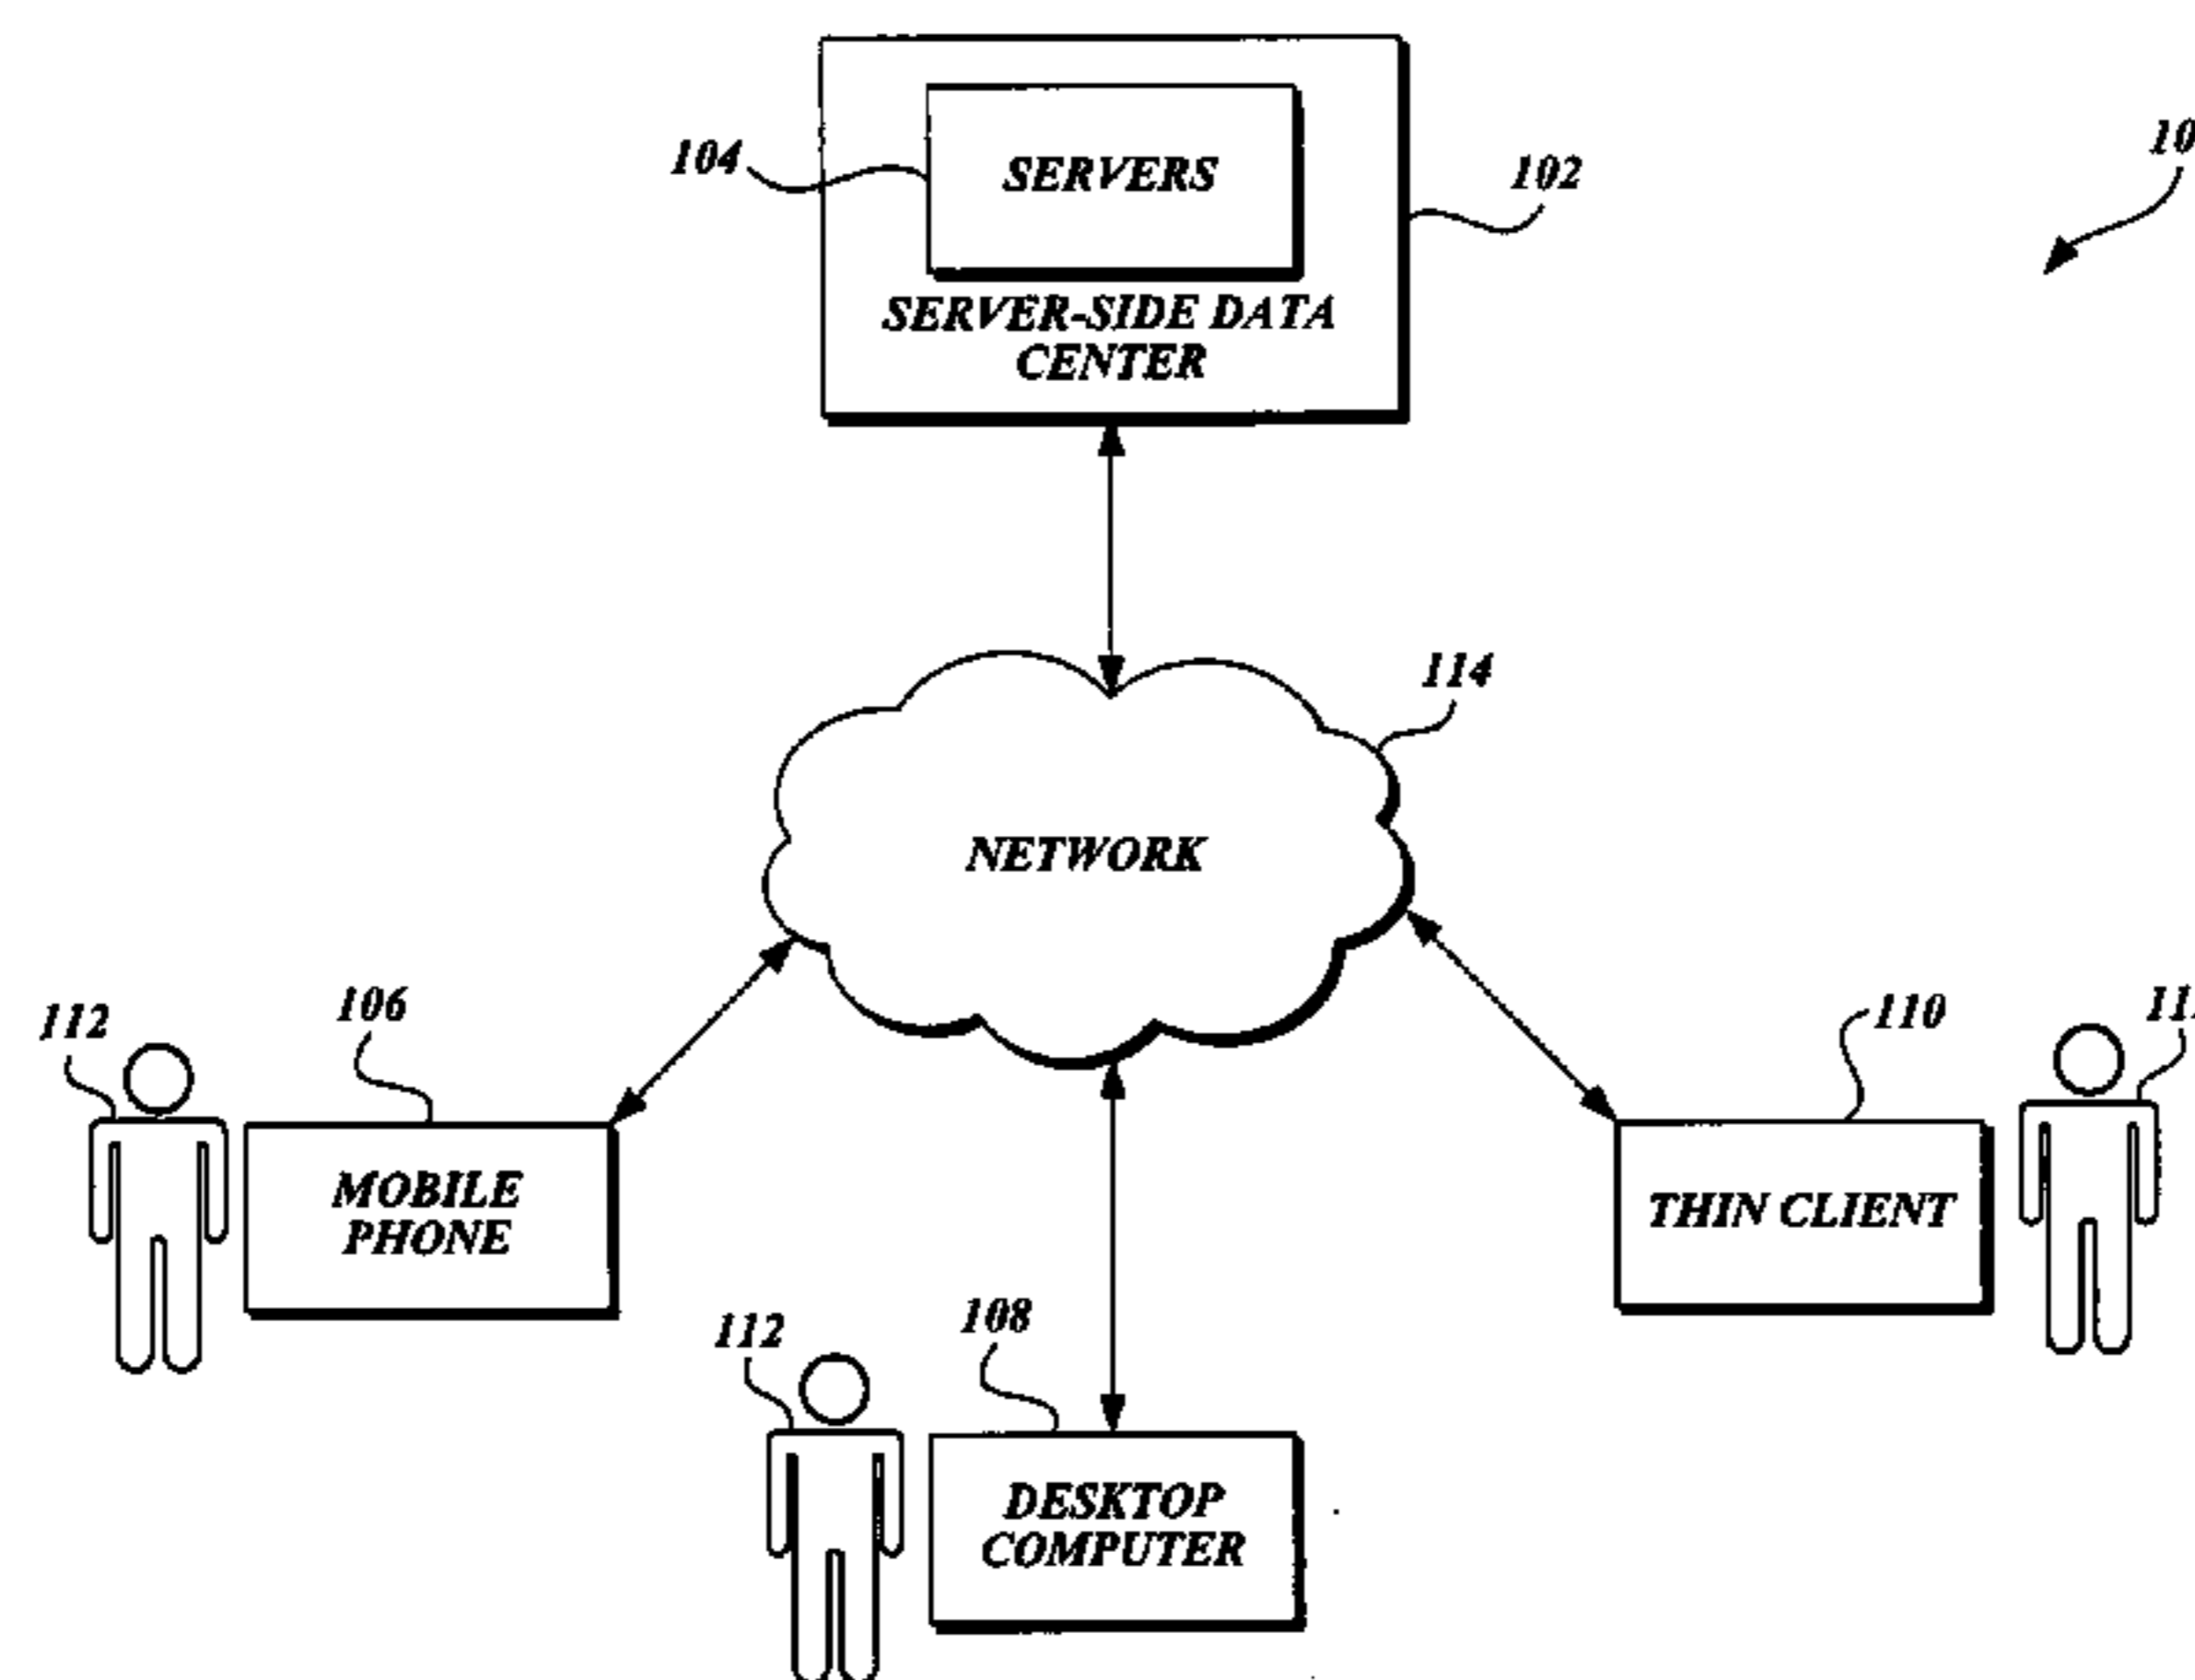 104
SERVERS
102
SERVER-SIDE DATA
CENTER
114
NETWORK
112
106
MOBILE
PHONE
110
THIN CLIENT
112
108
DESKTOP
COMPUTER